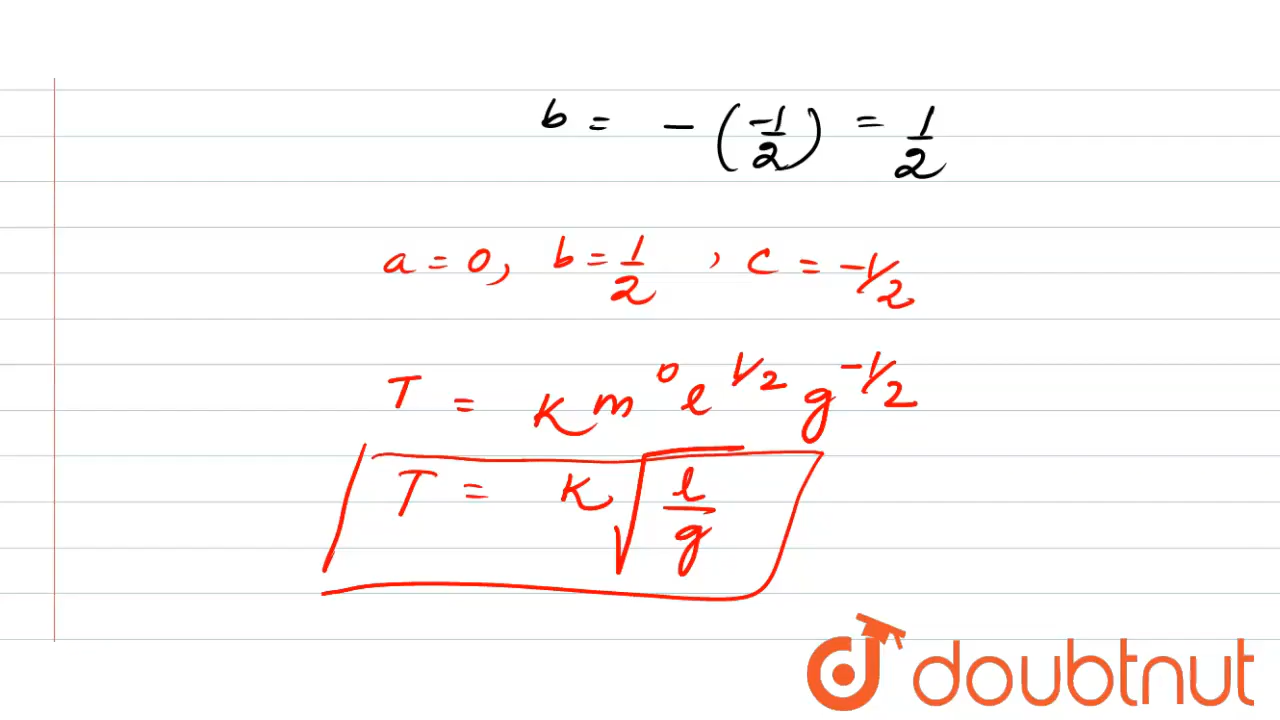 b = - (-1/2) = 1/2
a = 0, b = 1/2 , c = -1/2
T = K m^0 l^1/2 g^-1/2
T = K √(l/g)
doubtnut